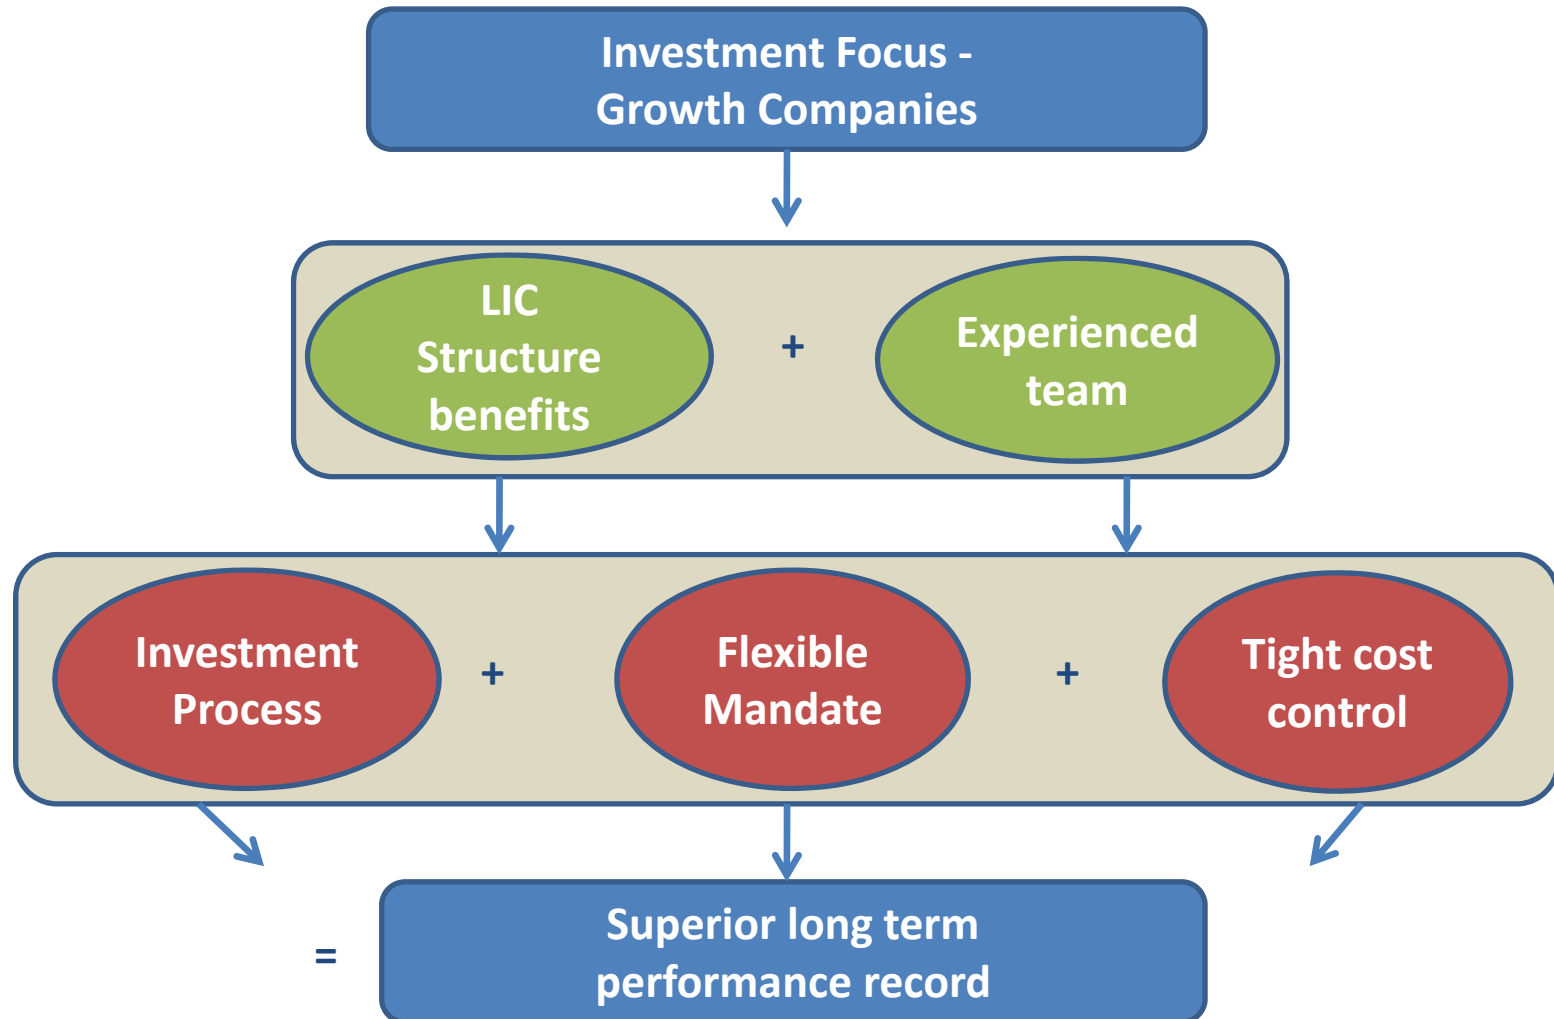 Investment Focus -
Growth Companies
LIC
Structure
benefits
+
Experienced
team
Investment
Process
+
Flexible
Mandate
+
Tight cost
control
=
Superior long term
performance record